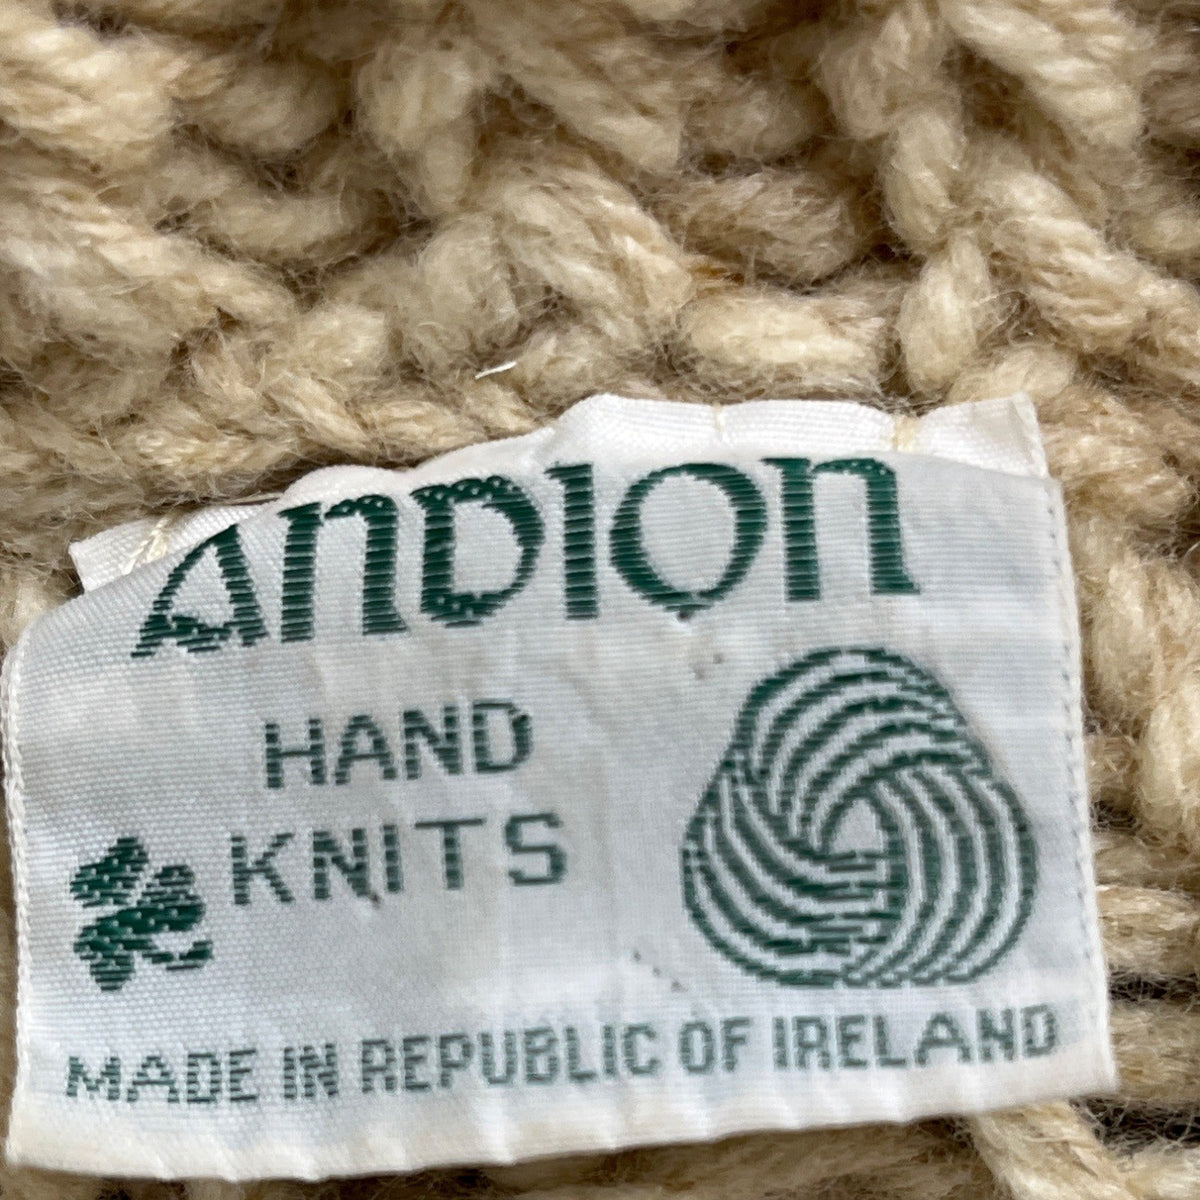 ANDION
HAND
KNITS
MADE IN REPUBLIC OF IRELAND